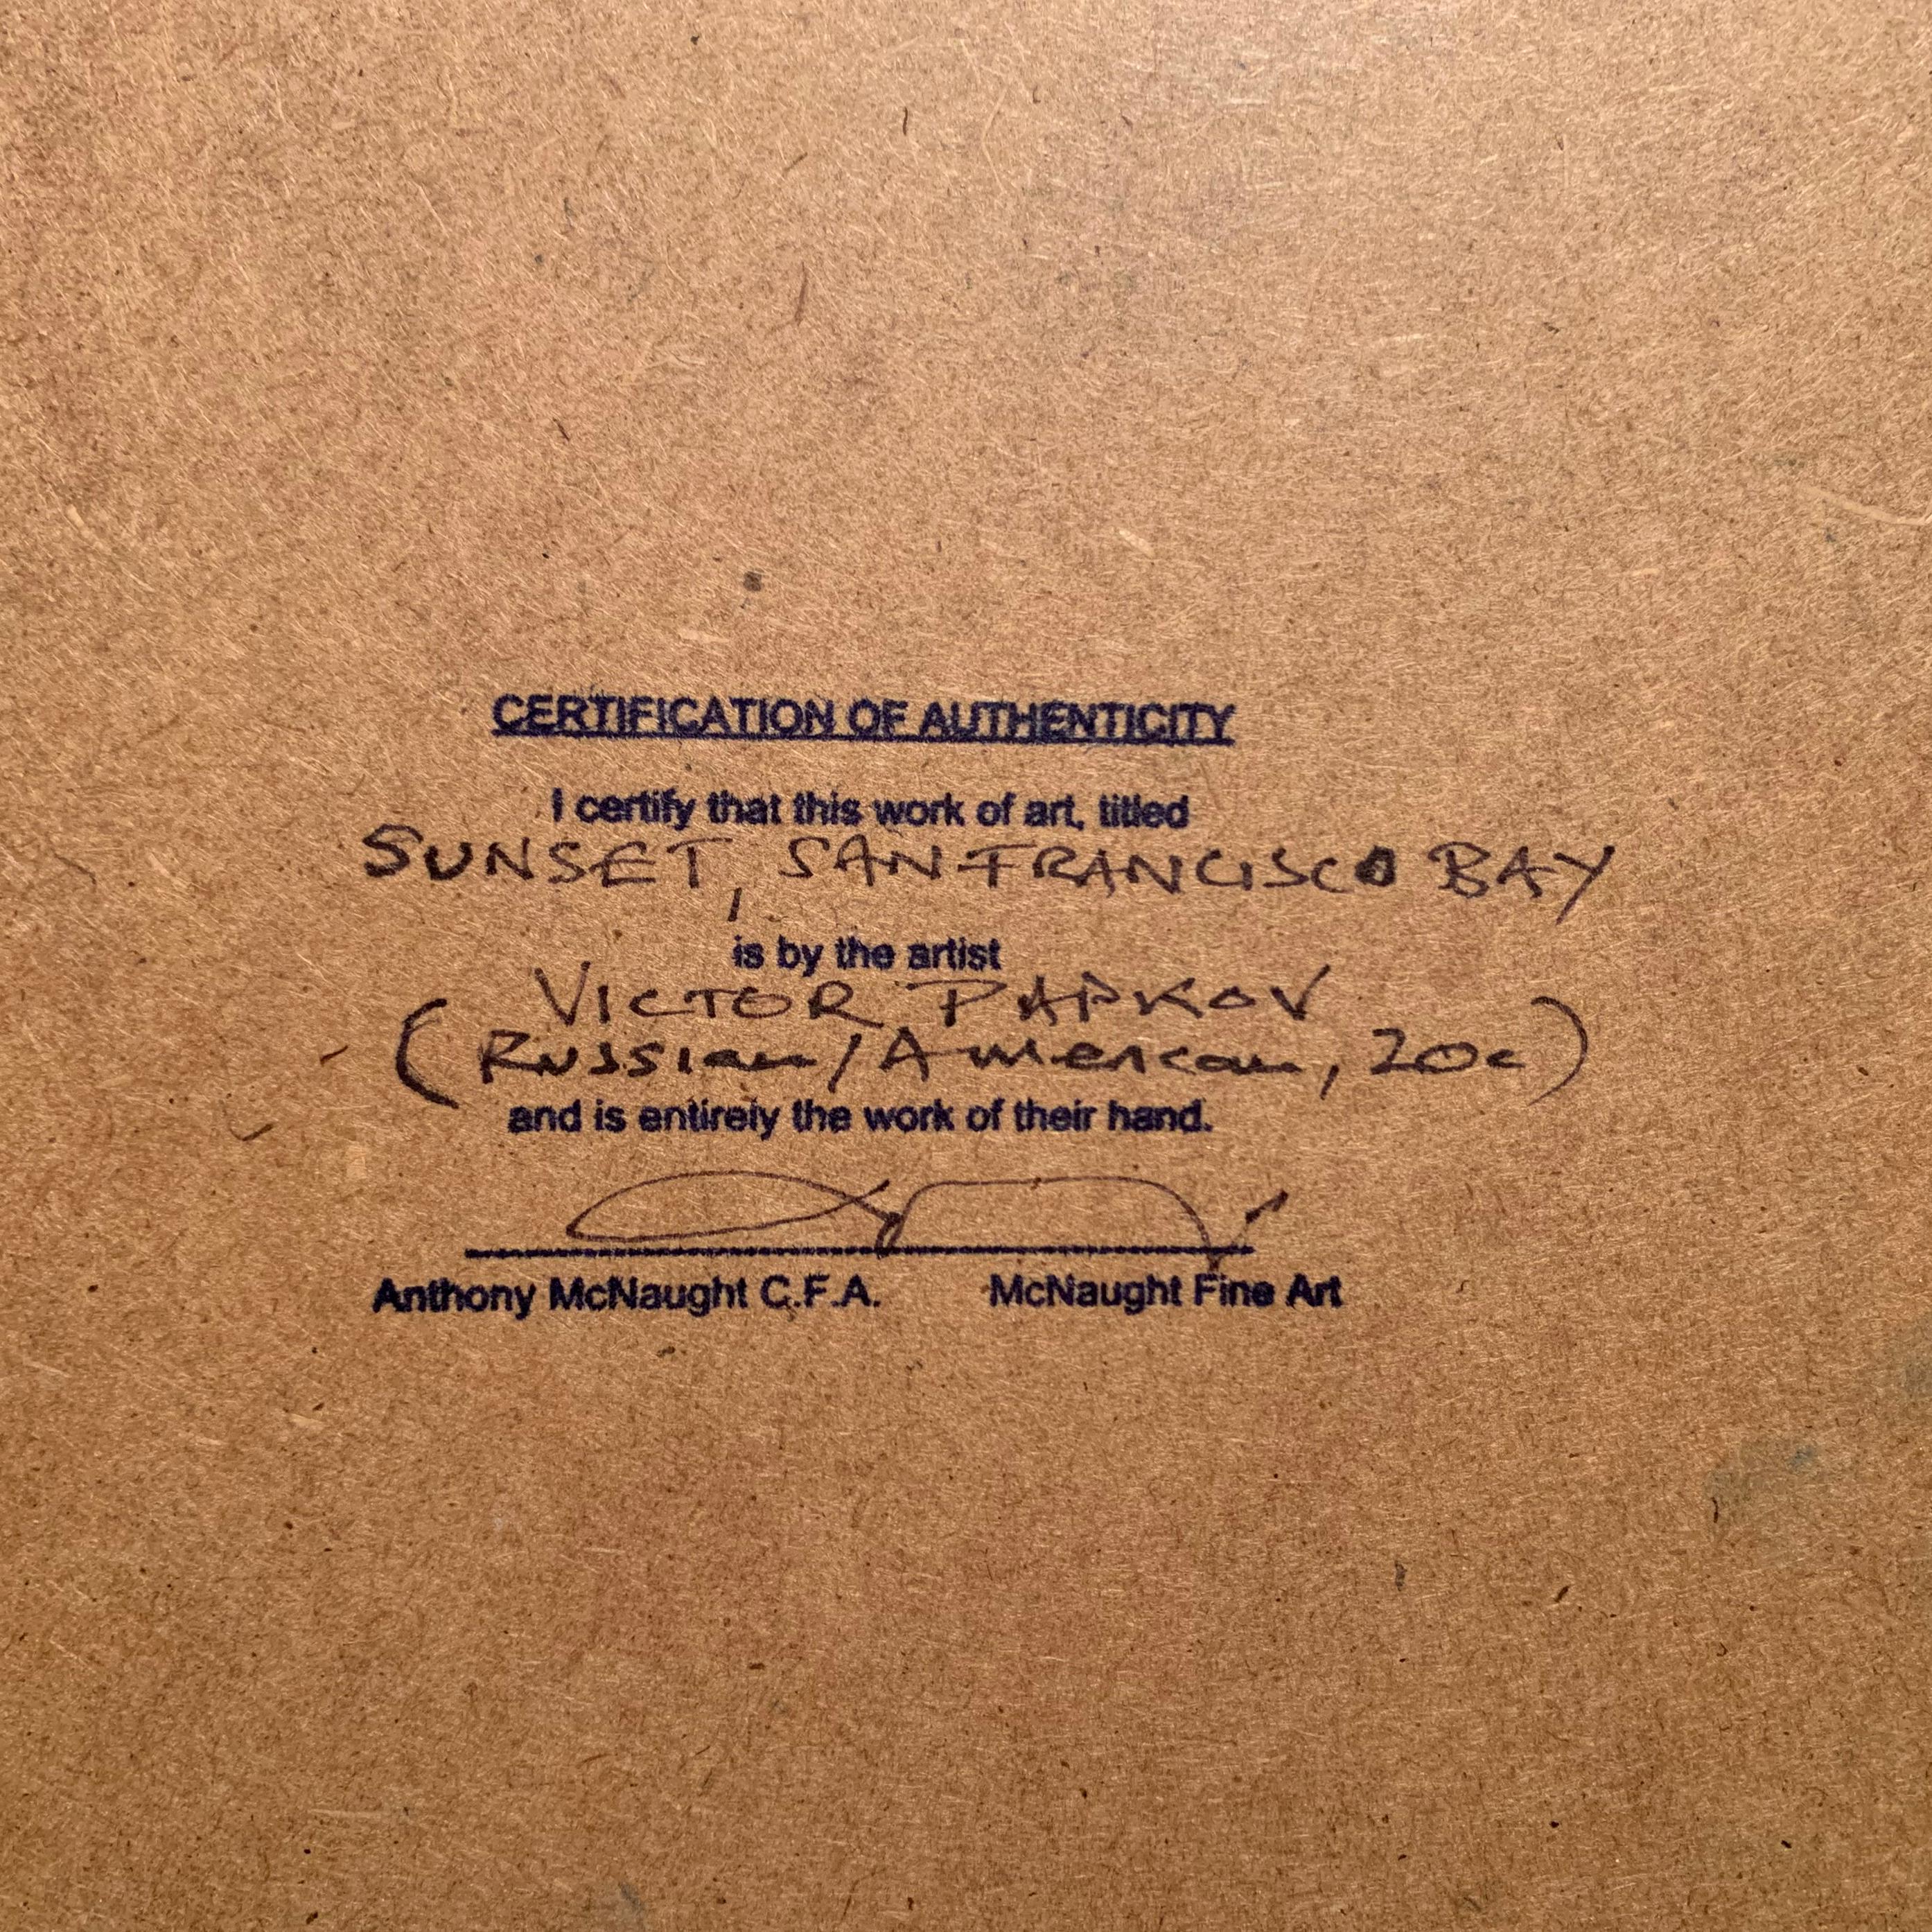 CERTIFICATION OF AUTHENTICITY
I certify that this work of art, titled
SUNSET, SAN FRANCISCO BAY
is by the artist
VICTOR PAPKOV
(Russian/American, 20c)
and is entirely the work of their hand.
Anthony McNaught C.F.A. McNaught Fine Art